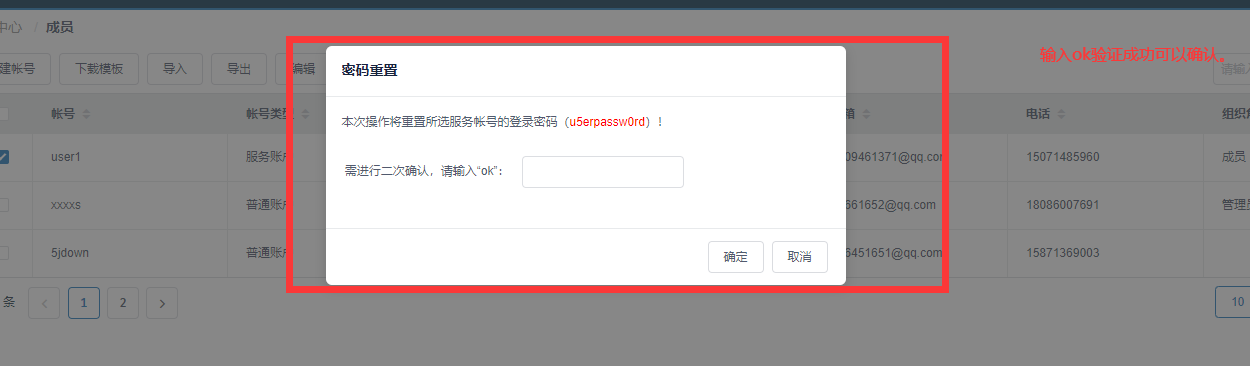 中心 / 成员
输入ok验证成功可以确认。
建帐号 下载模板 导入 导出 编辑 请输入
密码重置
帐号 帐号类型 箱 电话 组织角
本次操作将重置所选服务帐号的登录密码（u5erpassw0rd）！
user1 服务账户 09461371@qq.com 15071485960 成员
需进行二次确认，请输入“ok”：
xxxxs 普通账户 661652@qq.com 18086007691 管理员
5jdown 普通账户 6451651@qq.com 15871369003
确定 取消
条 < 1 2 > 10